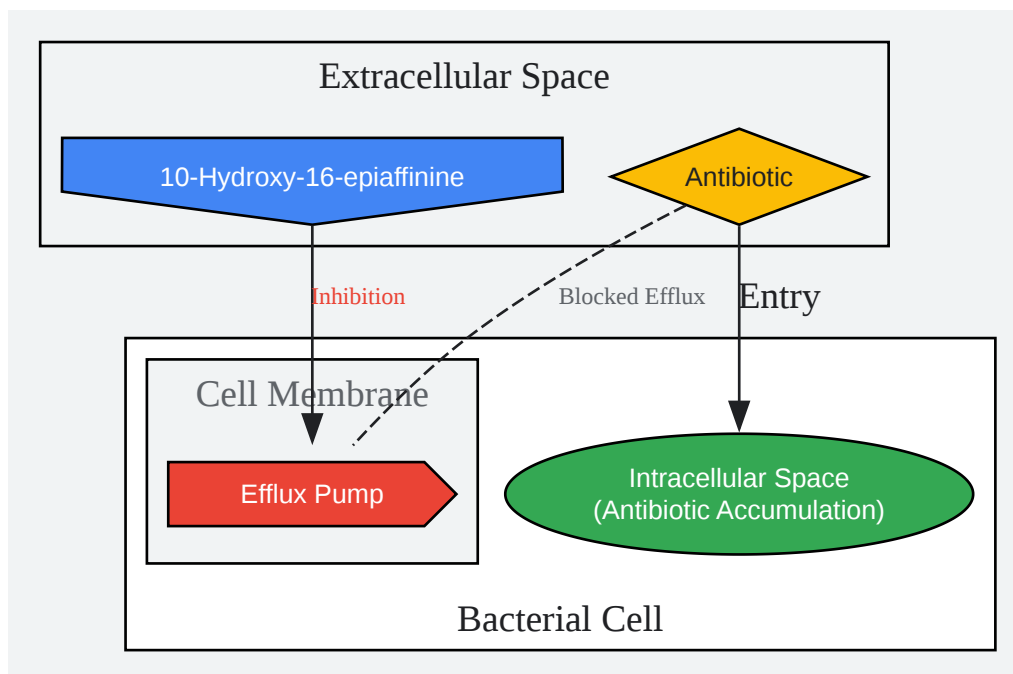 Extracellular Space
10-Hydroxy-16-epiaffinine
Antibiotic
Inhibition
Blocked Efflux
Entry
Cell Membrane
Efflux Pump
Intracellular Space
(Antibiotic Accumulation)
Bacterial Cell